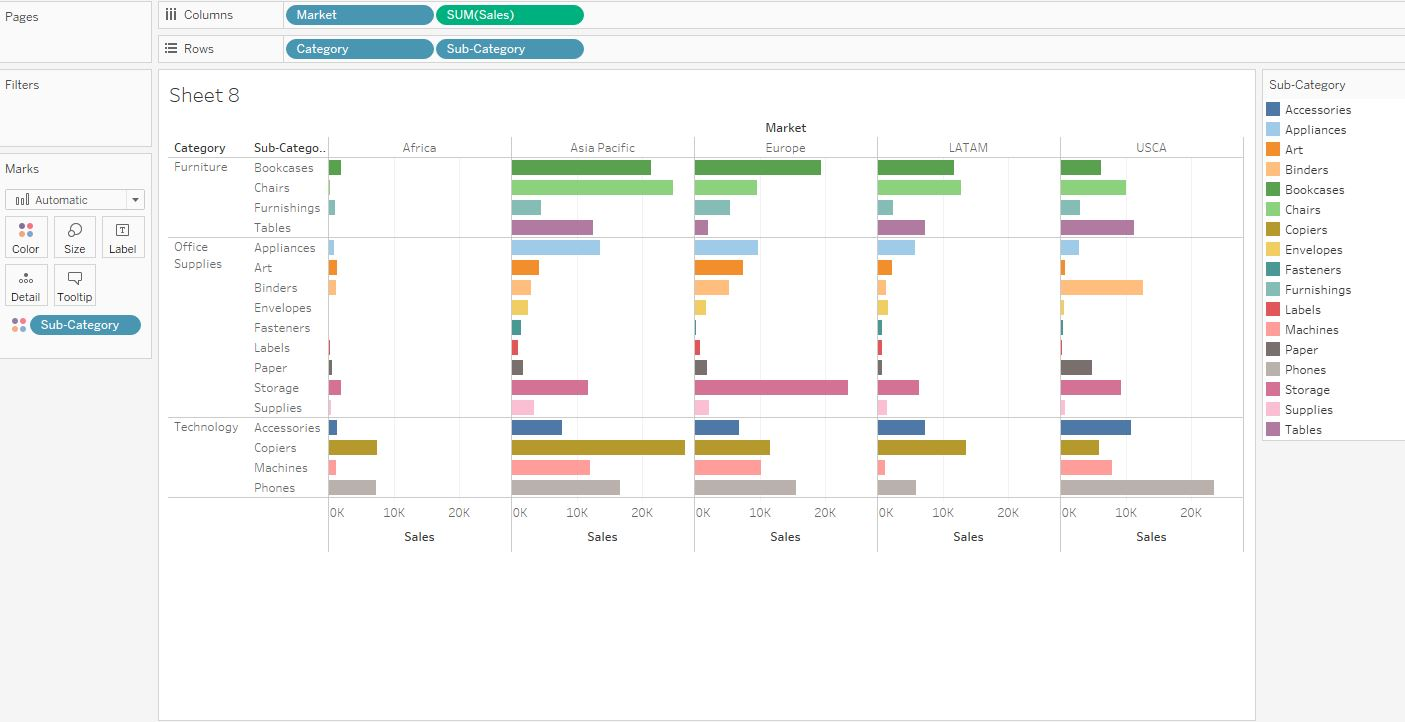 Pages
Columns Market SUM(Sales)
Rows Category Sub-Category
Filters
Marks
Automatic
Color Size Label
Detail Tooltip
Sub-Category
Sheet 8
Market
Category Sub-Catego.. Africa Asia Pacific Europe LATAM USCA
Furniture Bookcases
Chairs
Furnishings
Tables
Office Supplies Appliances
Art
Binders
Envelopes
Fasteners
Labels
Paper
Storage
Supplies
Technology Accessories
Copiers
Machines
Phones
0K 10K 20K 0K 10K 20K 0K 10K 20K 0K 10K 20K 0K 10K 20K
Sales Sales Sales Sales Sales
Sub-Category
Accessories
Appliances
Art
Binders
Bookcases
Chairs
Copiers
Envelopes
Fasteners
Furnishings
Labels
Machines
Paper
Phones
Storage
Supplies
Tables